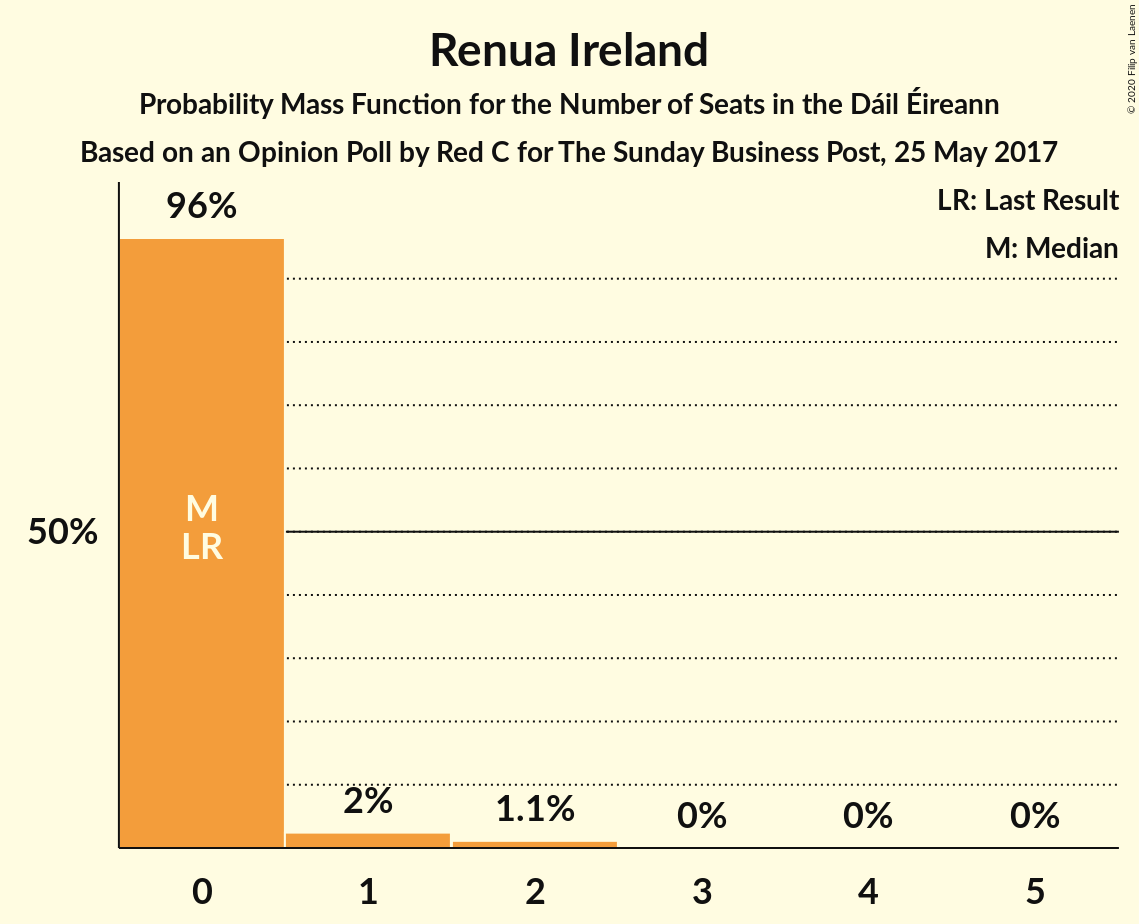 Renua Ireland
Probability Mass Function for the Number of Seats in the Dáil Éireann
Based on an Opinion Poll by Red C for The Sunday Business Post, 25 May 2017
© 2020 Filip van Laenen
LR: Last Result
M: Median
96%
M
LR
50%
2%
1.1%
0%
0%
0%
0
1
2
3
4
5